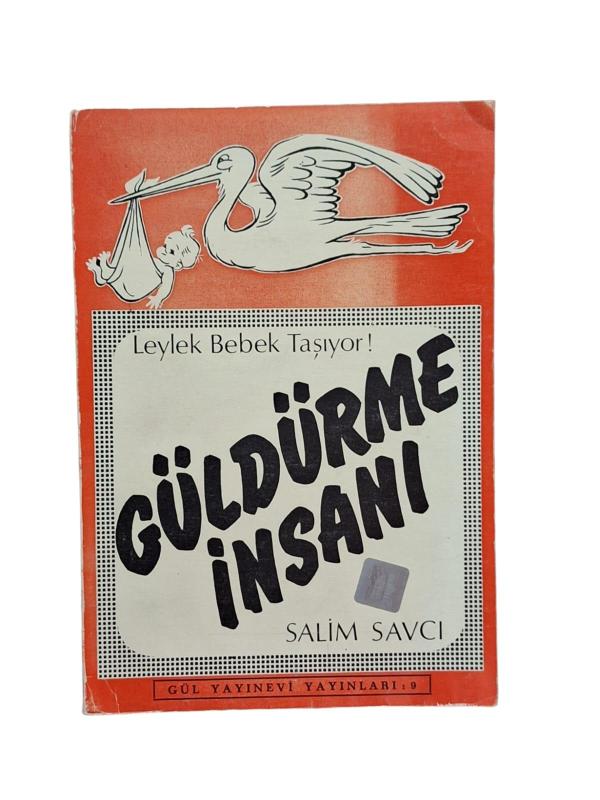 Leylek Bebek Taşıyor!
GÜLDÜRME
İNSANI
SALİM SAVCI
GÜL YAYINEVİ YAYINLARI: 9